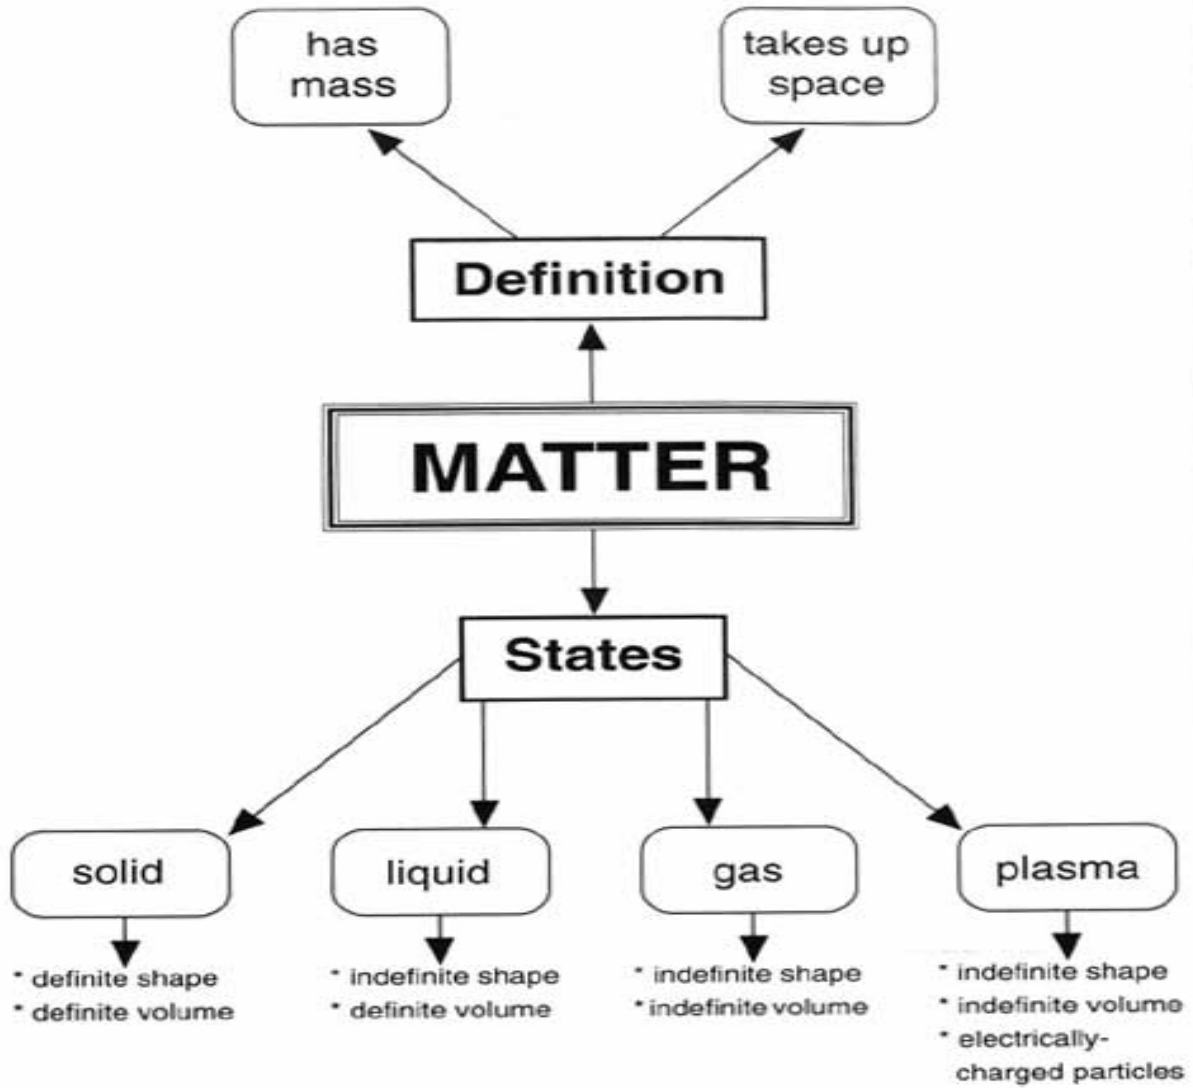 has
mass
takes up
space
Definition
MATTER
States
solid
liquid
gas
plasma
* definite shape
* definite volume
* indefinite shape
* definite volume
* indefinite shape
* indefinite volume
* indefinite shape
* indefinite volume
* electrically-
charged particles